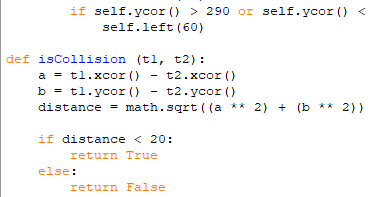 if self.ycor() > 290 or self.ycor() <
self.left(60)
def isCollision (t1, t2):
a = t1.xcor() - t2.xcor()
b = t1.ycor() - t2.ycor()
distance = math.sqrt((a ** 2) + (b ** 2))
if distance < 20:
return True
else:
return False